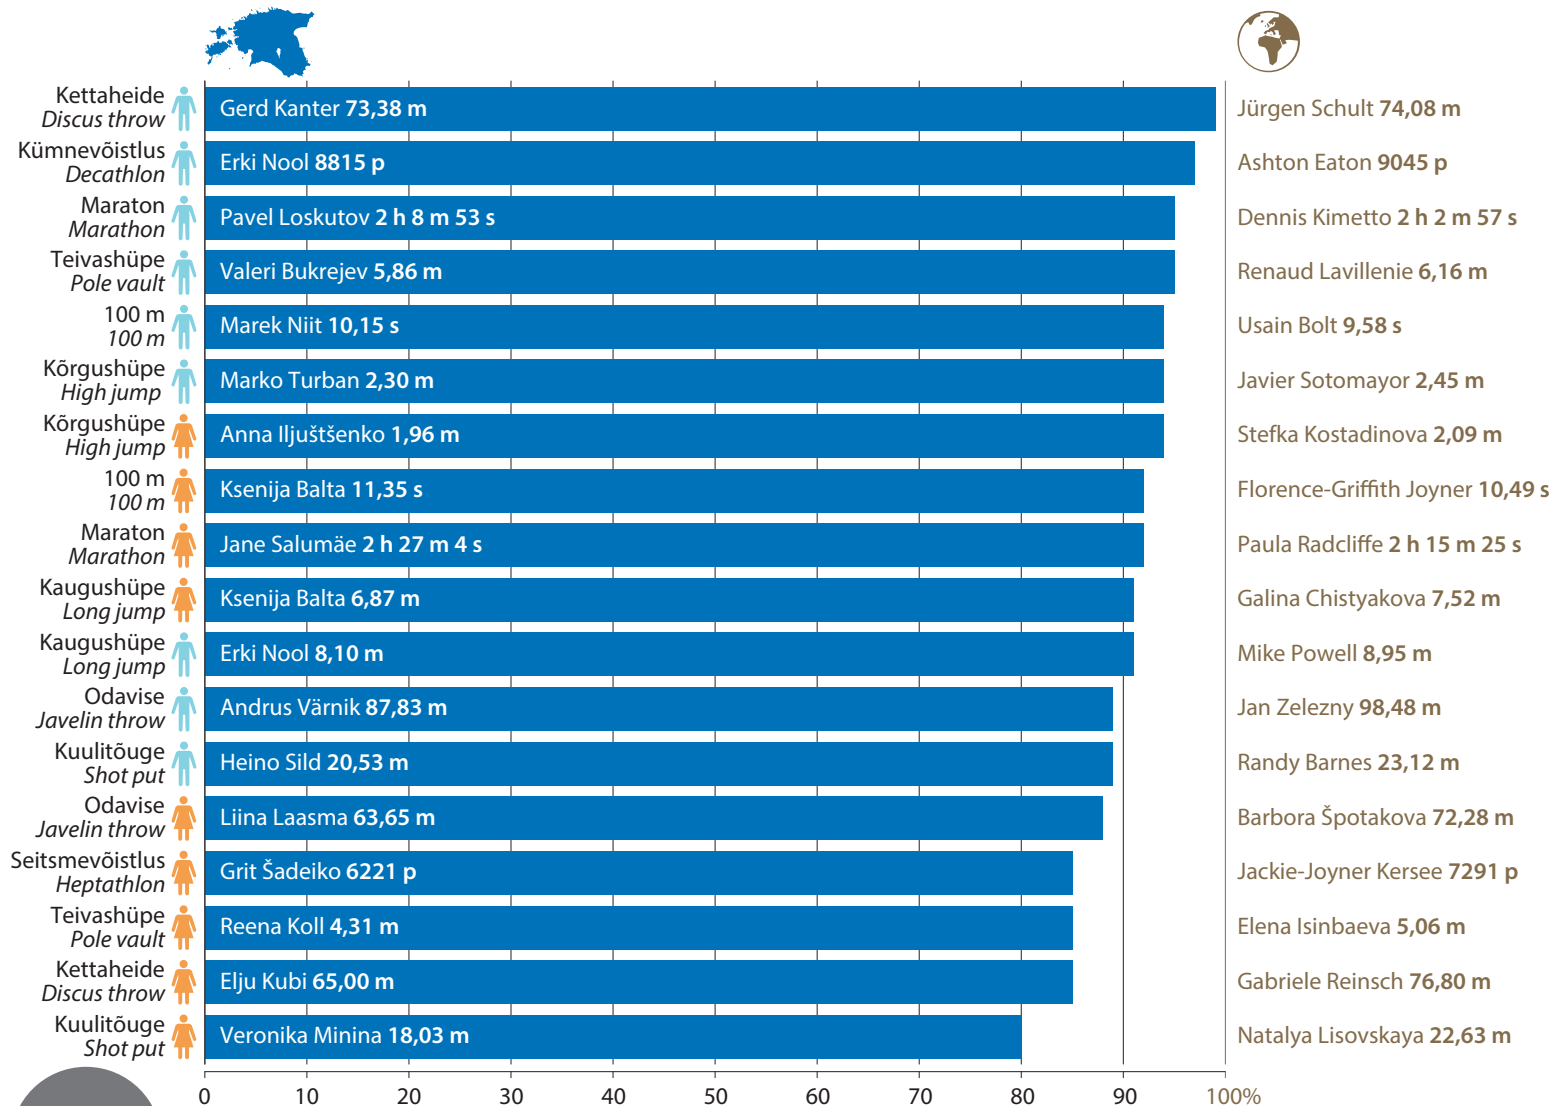 Kettaheide
Discus throw
Gerd Kanter 73,38 m
Jürgen Schult 74,08 m
Kümnevõistlus
Decathlon
Erki Nool 8815 p
Ashton Eaton 9045 p
Maraton
Marathon
Pavel Loskutov 2 h 8 m 53 s
Dennis Kimetto 2 h 2 m 57 s
Teivashüpe
Pole vault
Valeri Bukrejev 5,86 m
Renaud Lavillenie 6,16 m
100 m
100 m
Marek Niit 10,15 s
Usain Bolt 9,58 s
Kõrgushüpe
High jump
Marko Turban 2,30 m
Javier Sotomayor 2,45 m
Kõrgushüpe
High jump
Anna Iljuštšenko 1,96 m
Stefka Kostadinova 2,09 m
100 m
100 m
Ksenija Balta 11,35 s
Florence-Griffith Joyner 10,49 s
Maraton
Marathon
Jane Salumäe 2 h 27 m 4 s
Paula Radcliffe 2 h 15 m 25 s
Kaugushüpe
Long jump
Ksenija Balta 6,87 m
Galina Chistyakova 7,52 m
Kaugushüpe
Long jump
Erki Nool 8,10 m
Mike Powell 8,95 m
Odavise
Javelin throw
Andrus Värnik 87,83 m
Jan Zelezny 98,48 m
Kuulitõuge
Shot put
Heino Sild 20,53 m
Randy Barnes 23,12 m
Odavise
Javelin throw
Liina Laasma 63,65 m
Barbora Špotakova 72,28 m
Seitsmevõistlus
Heptathlon
Grit Šadeiko 6221 p
Jackie-Joyner Kersee 7291 p
Teivashüpe
Pole vault
Reena Koll 4,31 m
Elena Isinbaeva 5,06 m
Kettaheide
Discus throw
Elju Kubi 65,00 m
Gabriele Reinsch 76,80 m
Kuulitõuge
Shot put
Veronika Minina 18,03 m
Natalya Lisovskaya 22,63 m
0 10 20 30 40 50 60 70 80 90 100%